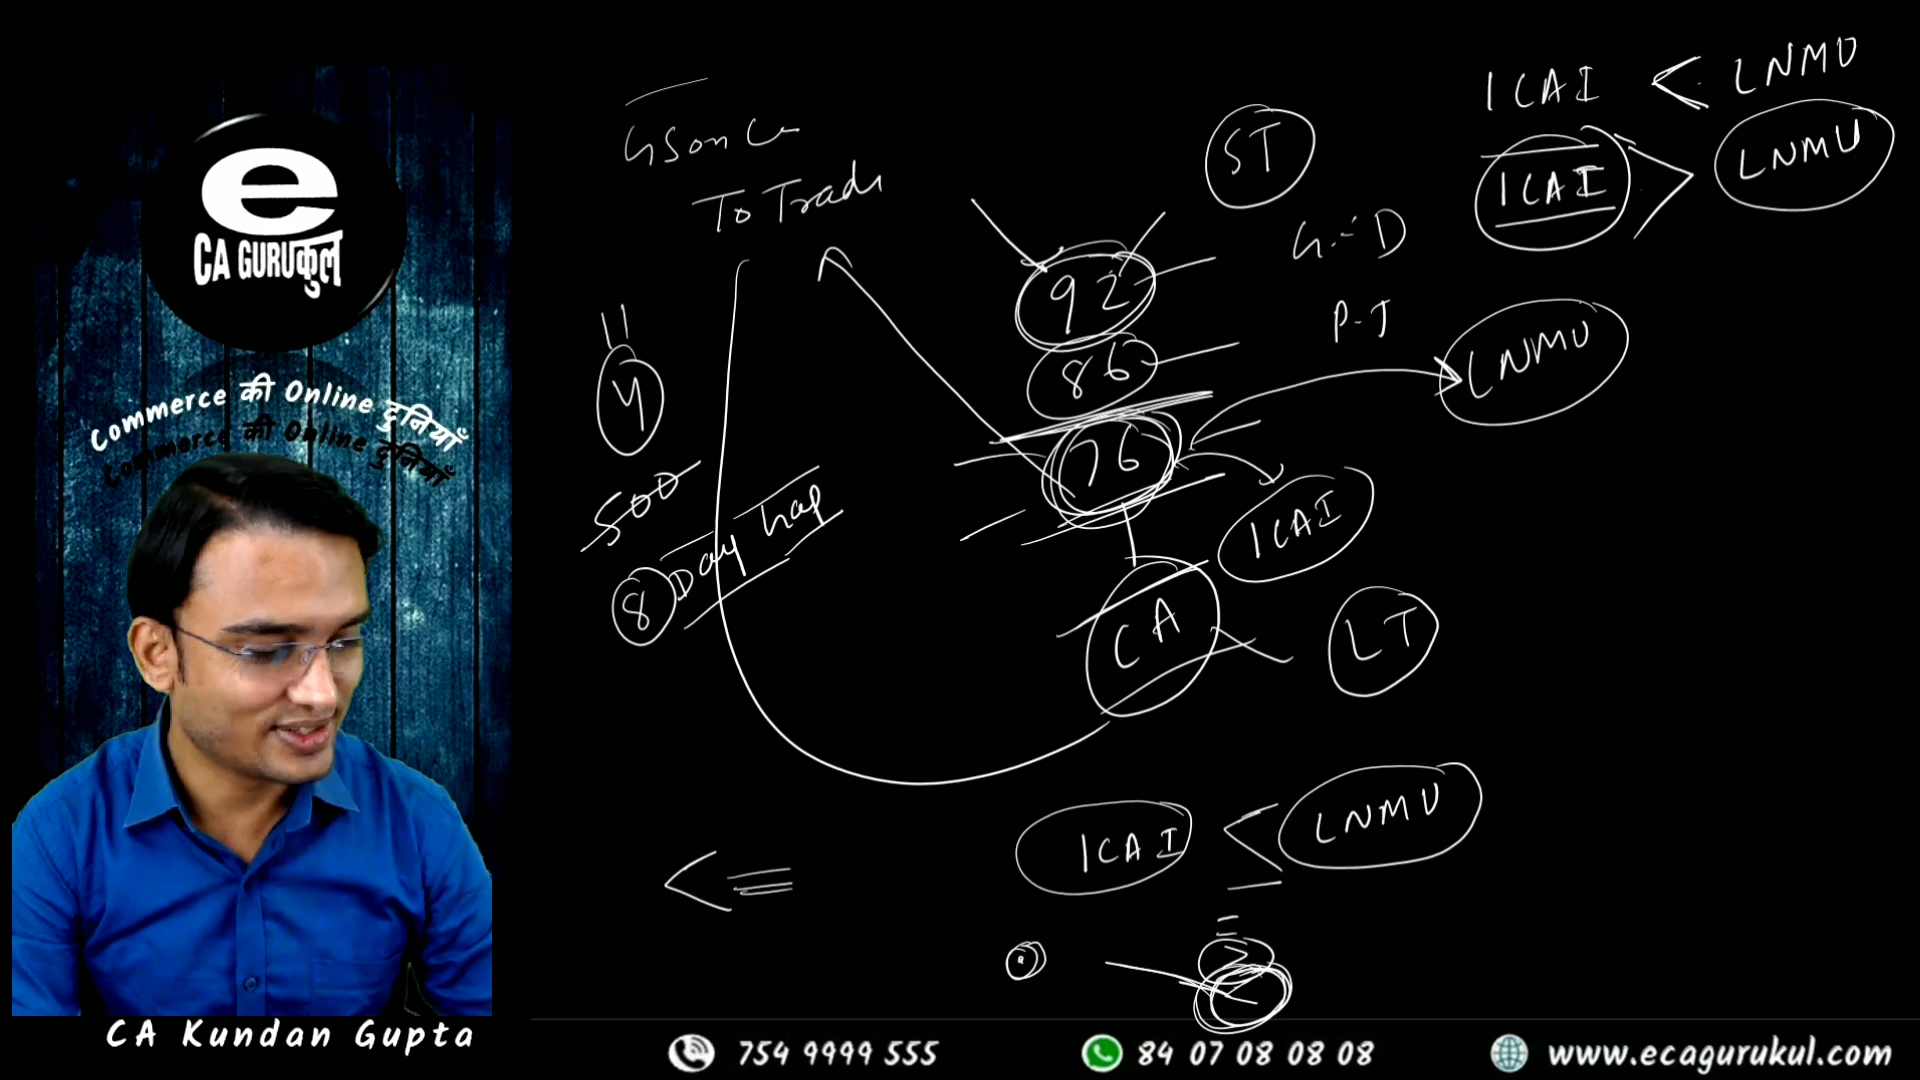 e
CA GURUकुल
Commerce की Online दुनियाँ
Commerce की Online दुनियाँ
CA Kundan Gupta
To Trade
4
500
8 Day
92
86
76
CA
ST
P-I
LNMU
ICAI
LT
ICAI < LNMU
ICAI > LNMU
ICAI < LNMU
=
< =
754 9999 555
84 07 08 08 08
www.ecagurukul.com